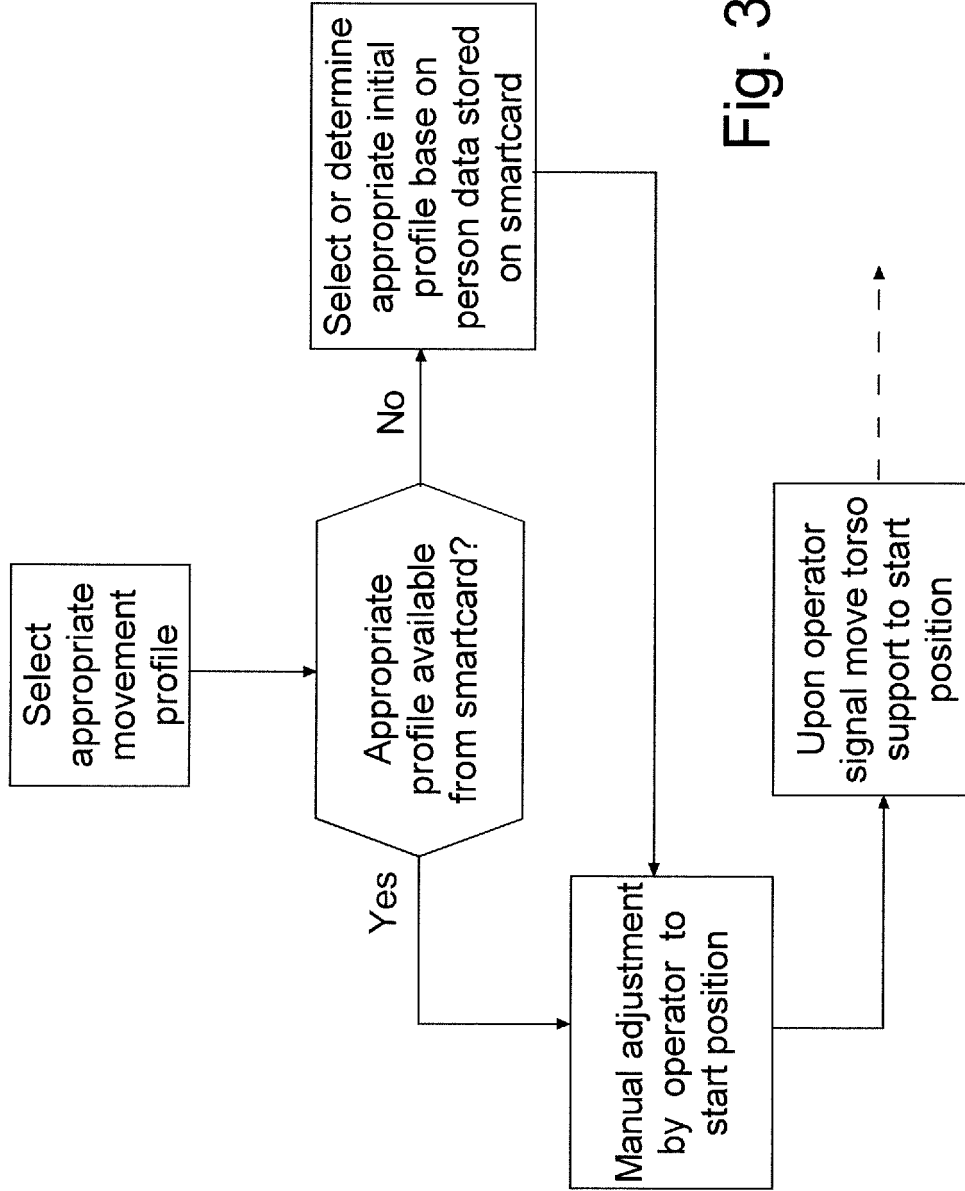 Select
appropriate
movement
profile
Appropriate
profile available
from smartcard?
Yes
No
Select or determine
appropriate initial
profile base on
person data stored
on smartcard
Manual adjustment
by operator to
start position
Upon operator
signal move torso
support to start
position
Fig. 3